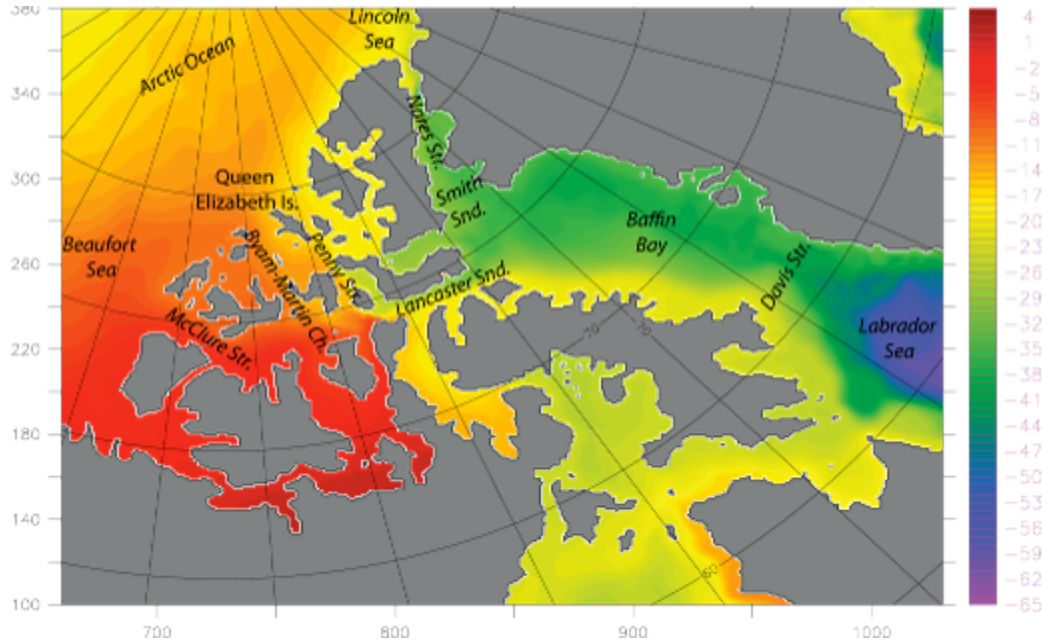 380
340
300
260
220
180
140
100
700
800
900
1000
Lincoln
Sea
Arctic Ocean
Nares Str.
Queen
Elizabeth Is.
Smith
Snd.
Baffin
Bay
Beaufort
Sea
Byam-Martin Ch.
Penny Str.
Lancaster Snd.
Davis Str.
McClure Str.
Labrador
Sea
70
70
60
4
1
-2
-5
-8
-11
-14
-17
-20
-23
-26
-29
-32
-35
-38
-41
-44
-47
-50
-53
-56
-59
-62
-65